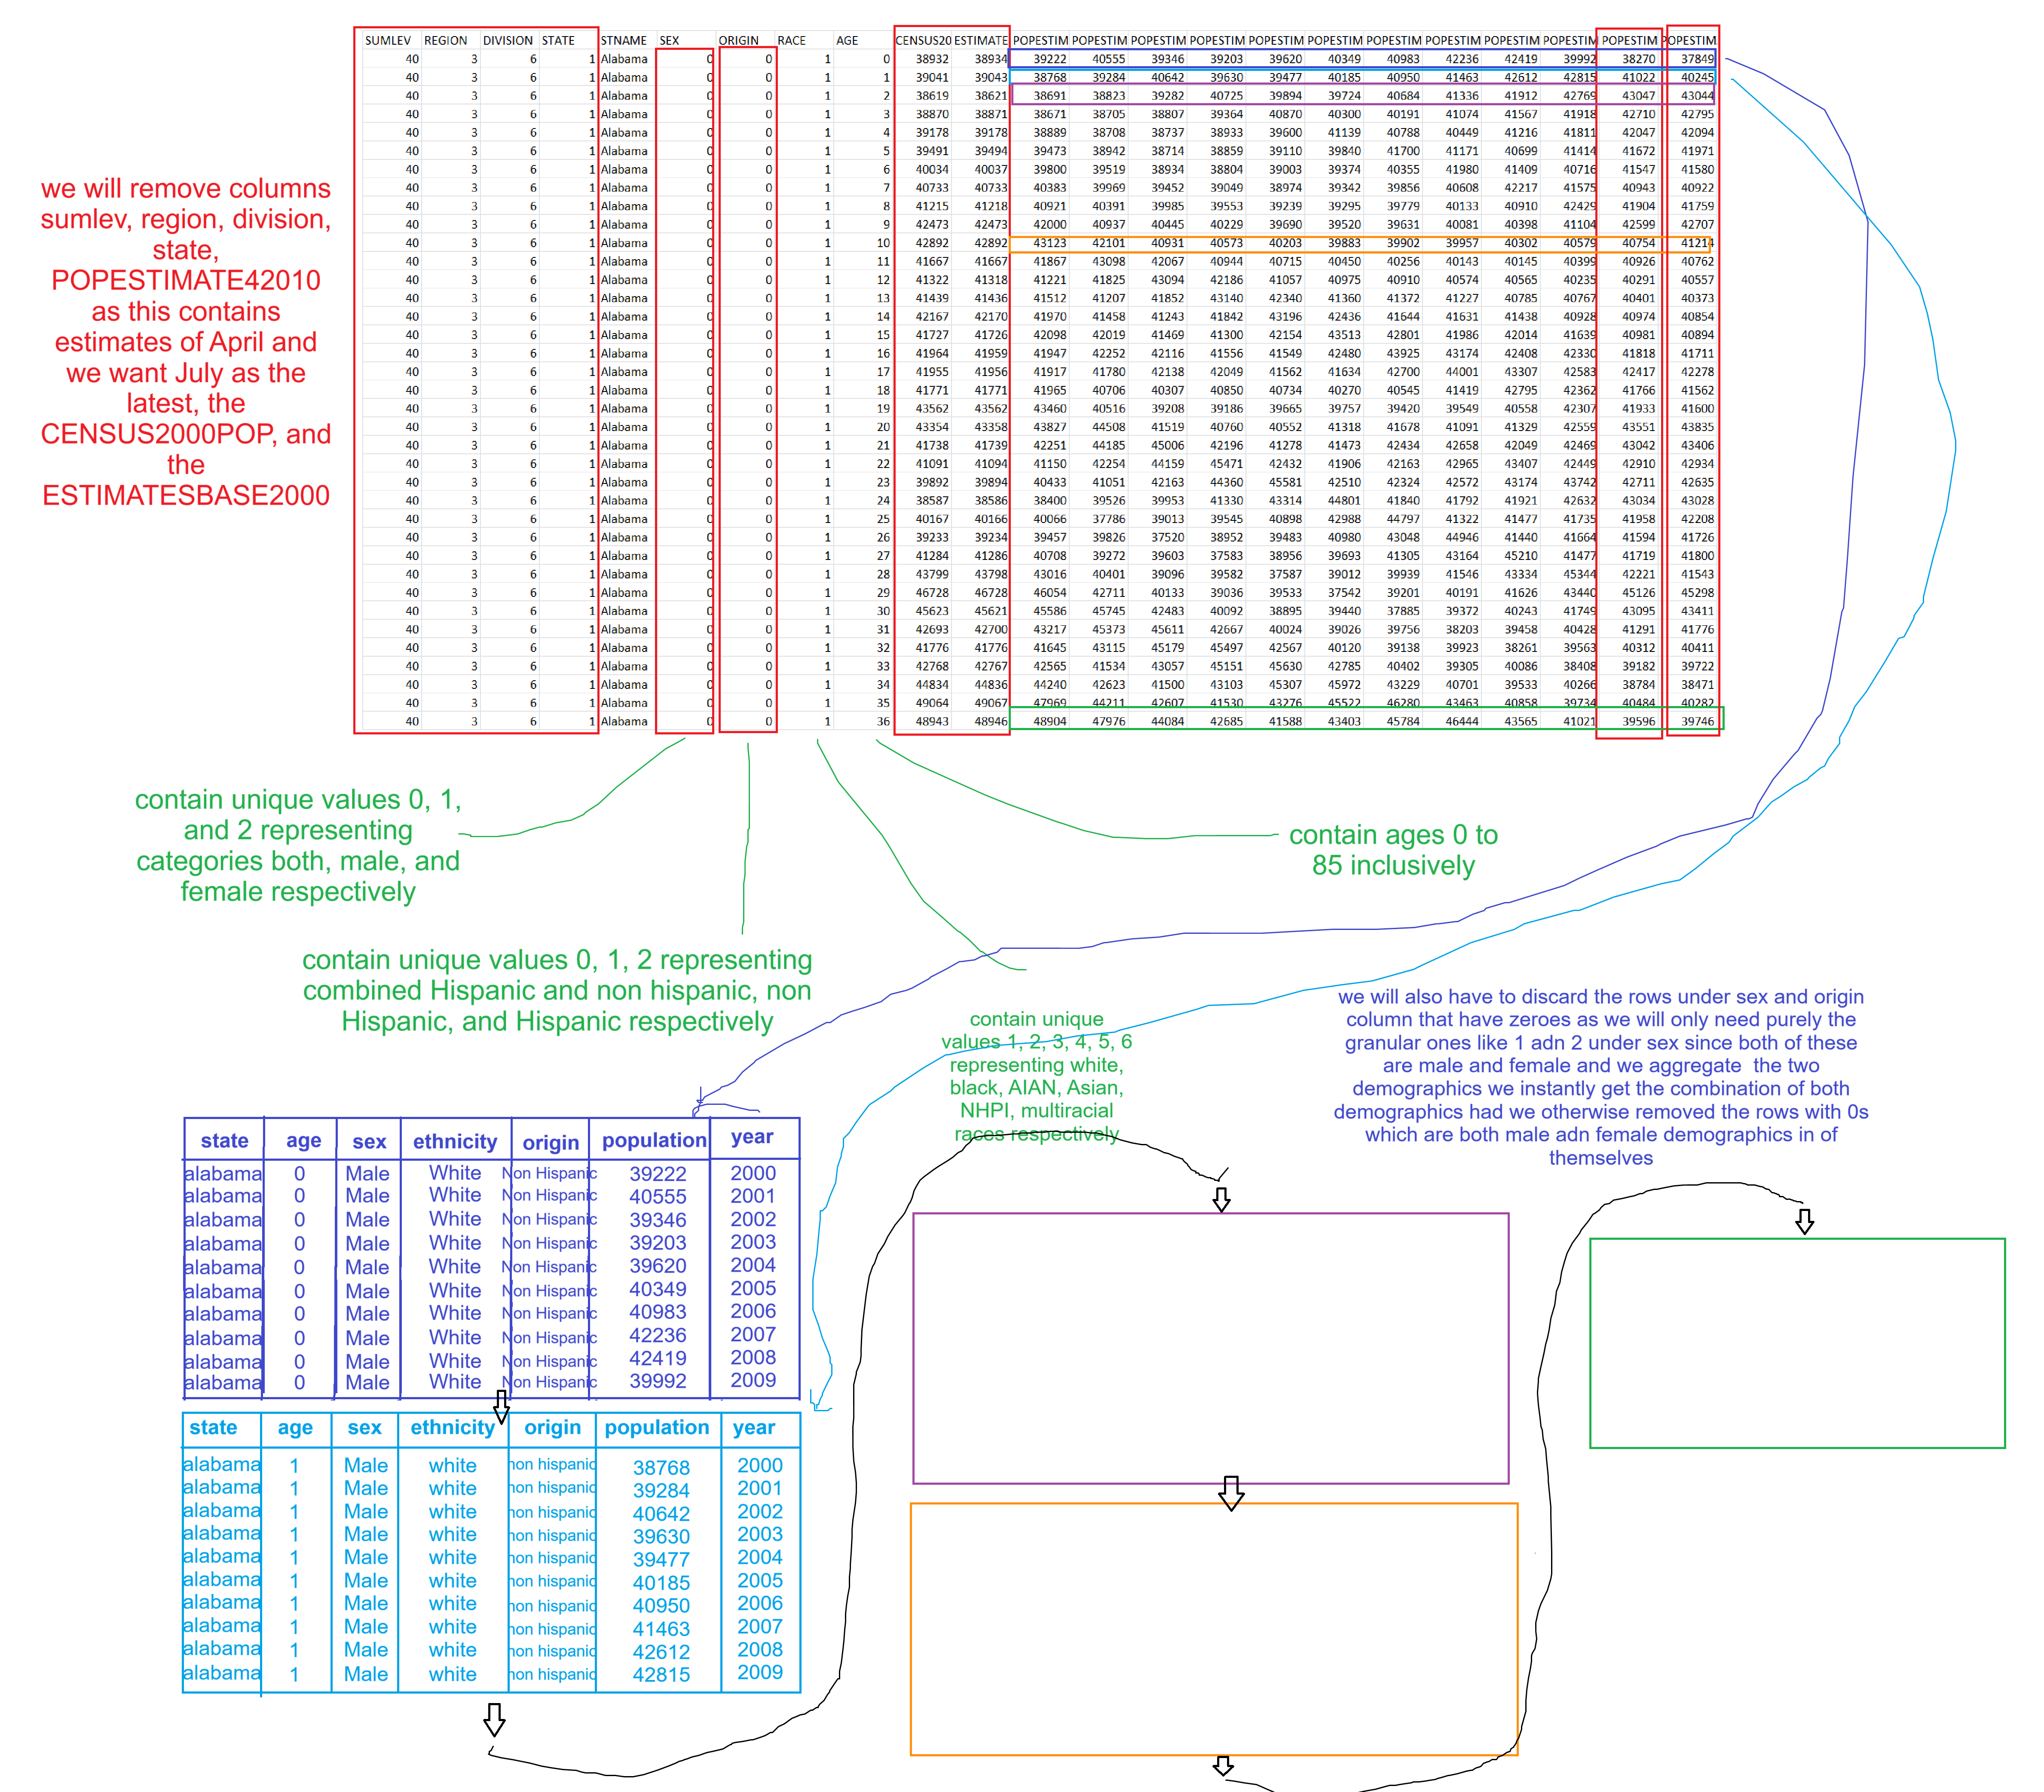 SUMLEV REGION DIVISION STATE STNAME SEX ORIGIN RACE AGE CENSUS20 ESTIMATE POPESTIM POPESTIM POPESTIM POPESTIM POPESTIM POPESTIM POPESTIM POPESTIM POPESTIM POPESTIM POPESTIM POPESTIM
40 3 6 1 Alabama 0 0 1 0 38932 38934 39222 40555 39346 39203 39620 40349 40983 42236 42419 39992 38270 37849
40 3 6 1 Alabama 0 0 1 1 39041 39043 38768 39284 40642 39630 39477 40185 40950 41463 42612 42815 41022 40245
40 3 6 1 Alabama 0 0 1 2 38619 38621 38691 38823 39282 40725 39894 39724 40684 41336 41912 42769 43047 43044
40 3 6 1 Alabama 0 0 1 3 38870 38871 38671 38705 38807 39364 40870 40300 40191 41074 41567 41918 42710 42795
40 3 6 1 Alabama 0 0 1 4 39178 39178 38889 38708 38737 38933 39600 41139 40788 40449 41216 41811 42047 42094
40 3 6 1 Alabama 0 0 1 5 39491 39494 39473 38942 38714 38859 39110 39840 41700 41171 40699 41414 41672 41971
40 3 6 1 Alabama 0 0 1 6 40034 40037 39800 39519 38934 38804 39003 39374 40355 41980 41409 40716 41547 41580
40 3 6 1 Alabama 0 0 1 7 40733 40733 40383 39969 39452 39049 38974 39342 39856 40608 42217 41575 40943 40922
40 3 6 1 Alabama 0 0 1 8 41215 41218 40921 40391 39985 39553 39239 39295 39779 40133 40910 42429 41904 41759
40 3 6 1 Alabama 0 0 1 9 42473 42473 42000 40937 40445 40229 39690 39520 39631 40081 40398 41104 42599 42707
40 3 6 1 Alabama 0 0 1 10 42892 42892 43123 42101 40931 40573 40203 39883 39902 39957 40302 40579 40754 41214
40 3 6 1 Alabama 0 0 1 11 41667 41667 41867 43098 42067 40944 40715 40450 40256 40143 40145 40399 40926 40762
40 3 6 1 Alabama 0 0 1 12 41322 41318 41221 41825 43094 42186 41057 40975 40910 40574 40565 40235 40291 40557
40 3 6 1 Alabama 0 0 1 13 41439 41436 41512 41207 41852 43140 42340 41360 41372 41227 40785 40767 40401 40373
40 3 6 1 Alabama 0 0 1 14 42167 42170 41970 41458 41243 41842 43196 42436 41644 41631 41438 40928 40974 40854
40 3 6 1 Alabama 0 0 1 15 41727 41726 42098 42019 41469 41300 42154 43513 42801 41986 42014 41639 40981 40894
40 3 6 1 Alabama 0 0 1 16 41964 41959 41947 42252 42116 41556 41549 42480 43925 43174 42408 42330 41818 41711
40 3 6 1 Alabama 0 0 1 17 41955 41956 41917 41780 42138 42049 41562 41634 42700 44001 43307 42583 42417 42278
40 3 6 1 Alabama 0 0 1 18 41771 41771 41965 40706 40307 40850 40734 40270 40545 41419 42795 42362 41766 41562
40 3 6 1 Alabama 0 0 1 19 43562 43562 43460 40516 39208 39186 39665 39757 39420 39549 40558 42307 41933 41600
40 3 6 1 Alabama 0 0 1 20 43354 43358 43827 44508 41519 40760 40552 41318 41678 41091 41329 42559 43551 43835
40 3 6 1 Alabama 0 0 1 21 41738 41739 42251 44185 45006 42196 41278 41473 42434 42658 42049 42469 43042 43406
40 3 6 1 Alabama 0 0 1 22 41091 41094 41150 42254 44159 45471 42432 41906 42163 42965 43407 42449 42910 42934
40 3 6 1 Alabama 0 0 1 23 39892 39894 40433 41051 42163 44360 45581 42510 42324 42572 43174 43742 42711 42635
40 3 6 1 Alabama 0 0 1 24 38587 38586 38400 39526 39953 41330 43314 44801 41840 41792 41921 42632 43034 43028
40 3 6 1 Alabama 0 0 1 25 40167 40166 40066 37786 39013 39545 40898 42988 44797 41322 41477 41735 41958 42208
40 3 6 1 Alabama 0 0 1 26 39233 39234 39457 39826 37520 38952 39483 40980 43048 44946 41440 41664 41594 41726
40 3 6 1 Alabama 0 0 1 27 41284 41286 40708 39272 39603 37583 38956 39693 41305 43164 45210 41477 41719 41800
40 3 6 1 Alabama 0 0 1 28 43799 43798 43016 40401 39096 39582 37587 39012 39939 41546 43334 45344 42221 41543
40 3 6 1 Alabama 0 0 1 29 46728 46728 46054 42711 40133 39036 39533 37542 39201 40191 41626 43440 45126 45298
40 3 6 1 Alabama 0 0 1 30 45623 45621 45586 45745 42483 40092 38895 39440 37885 39372 40243 41749 43095 43411
40 3 6 1 Alabama 0 0 1 31 42693 42700 43217 45373 45611 42667 40024 39026 39756 38203 39458 40428 41291 41776
40 3 6 1 Alabama 0 0 1 32 41776 41776 41645 43115 45179 45497 42567 40120 39138 39923 38261 39563 40312 40411
40 3 6 1 Alabama 0 0 1 33 42768 42767 42565 41534 43057 45151 45630 42785 40402 39305 40086 38408 39182 39722
40 3 6 1 Alabama 0 0 1 34 44834 44836 44240 42623 41500 43103 45307 45972 43229 40701 39533 40266 38784 38471
40 3 6 1 Alabama 0 0 1 35 49064 49067 47969 44211 42607 41530 43276 45522 46280 43463 40858 39734 40484 40282
40 3 6 1 Alabama 0 0 1 36 48943 48946 48904 47976 44084 42685 41588 43403 45784 46444 43565 41021 39596 39746
we will remove columns
sumlev, region, division,
state,
POPESTIMATE42010
as this contains
estimates of April and
we want July as the
latest, the
CENSUS2000POP, and
the
ESTIMATESBASE2000
contain unique values 0, 1,
and 2 representing
categories both, male, and
female respectively
contain ages 0 to
85 inclusively
contain unique values 0, 1, 2 representing
combined Hispanic and non hispanic, non
Hispanic, and Hispanic respectively
contain unique
values 1, 2, 3, 4, 5, 6
representing white,
black, AIAN, Asian,
NHPI, multiracial
races respectively
we will also have to discard the rows under sex and origin
column that have zeroes as we will only need purely the
granular ones like 1 adn 2 under sex since both of these
are male and female and we aggregate the two
demographics we instantly get the combination of both
demographics had we otherwise removed the rows with 0s
which are both male adn female demographics in of
themselves
state age sex ethnicity origin population year
alabama 0 Male White Non Hispanic 39222 2000
alabama 0 Male White Non Hispanic 40555 2001
alabama 0 Male White Non Hispanic 39346 2002
alabama 0 Male White Non Hispanic 39203 2003
alabama 0 Male White Non Hispanic 39620 2004
alabama 0 Male White Non Hispanic 40349 2005
alabama 0 Male White Non Hispanic 40983 2006
alabama 0 Male White Non Hispanic 42236 2007
alabama 0 Male White Non Hispanic 42419 2008
alabama 0 Male White Non Hispanic 39992 2009
state age sex ethnicity origin population year
alabama 1 Male white non hispanic 38768 2000
alabama 1 Male white non hispanic 39284 2001
alabama 1 Male white non hispanic 40642 2002
alabama 1 Male white non hispanic 39630 2003
alabama 1 Male white non hispanic 39477 2004
alabama 1 Male white non hispanic 40185 2005
alabama 1 Male white non hispanic 40950 2006
alabama 1 Male white non hispanic 41463 2007
alabama 1 Male white non hispanic 42612 2008
alabama 1 Male white non hispanic 42815 2009